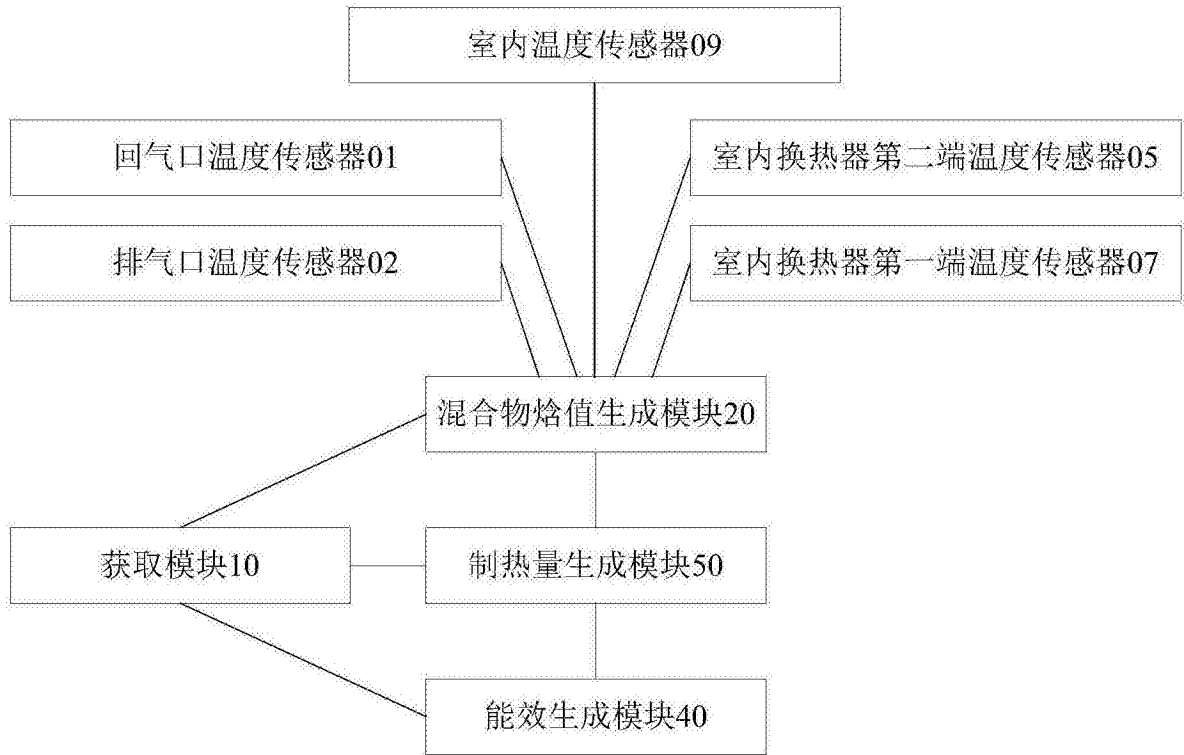 室内温度传感器09
回气口温度传感器01
室内换热器第二端温度传感器05
排气口温度传感器02
室内换热器第一端温度传感器07
混合物焓值生成模块20
获取模块10
制热量生成模块50
能效生成模块40